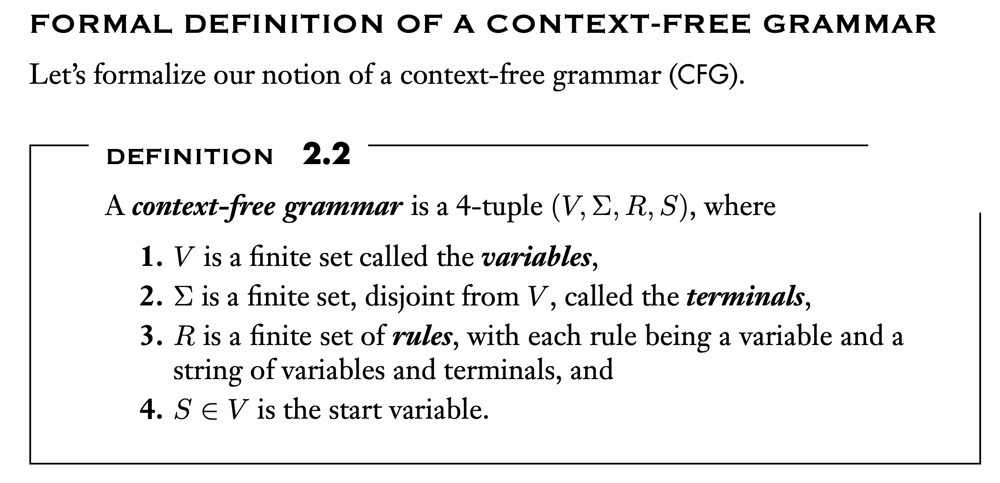 FORMAL DEFINITION OF A CONTEXT-FREE GRAMMAR
Let’s formalize our notion of a context-free grammar (CFG).
DEFINITION 2.2
A context-free grammar is a 4-tuple (V, Σ, R, S), where
1. V is a finite set called the variables,
2. Σ is a finite set, disjoint from V, called the terminals,
3. R is a finite set of rules, with each rule being a variable and a
string of variables and terminals, and
4. S ∈ V is the start variable.